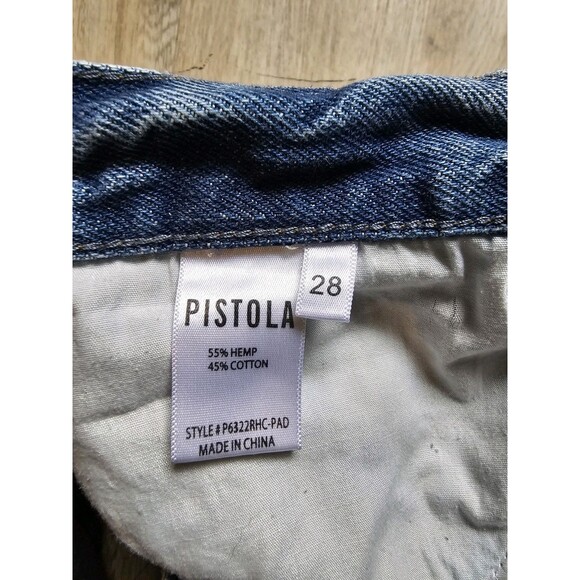 PISTOLA
28
55% HEMP
45% COTTON
STYLE # P6322RHC-PAD
MADE IN CHINA